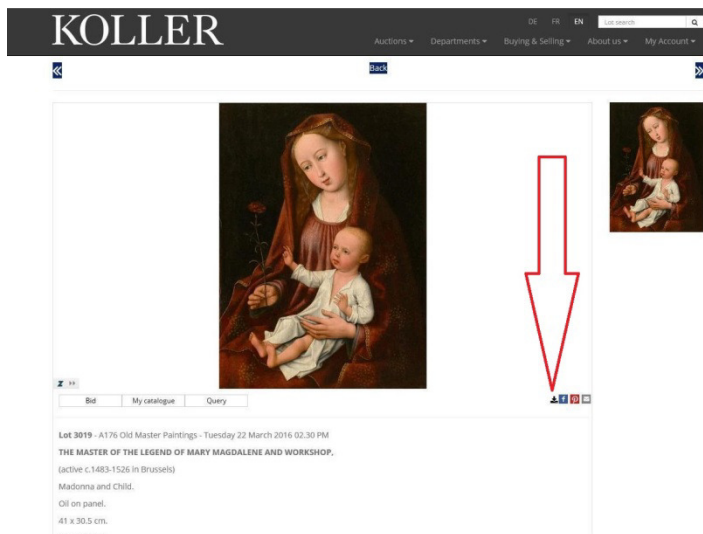 KOLLER
DE FR EN Lot search
Auctions Departments Buying & Selling About us My Account
Back
Bid My catalogue Query
Lot 3019 - A176 Old Master Paintings - Tuesday 22 March 2016 02.30 PM
THE MASTER OF THE LEGEND OF MARY MAGDALENE AND WORKSHOP,
(active c.1483-1526 in Brussels)
Madonna and Child.
Oil on panel.
41 x 30.5 cm.